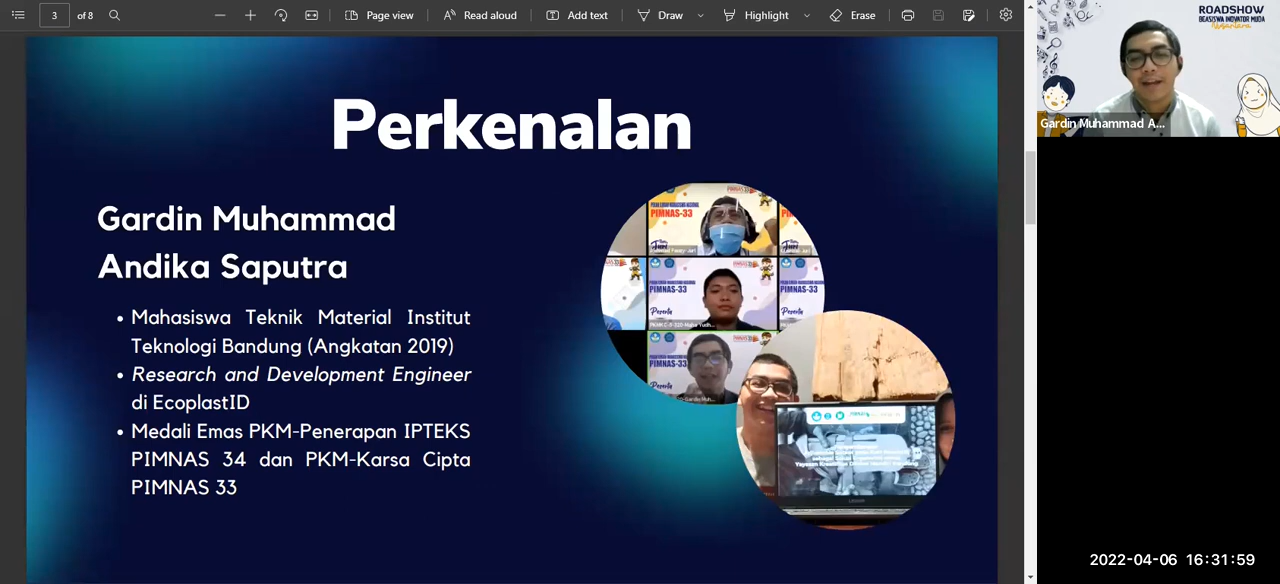 3 of 8
Page view
Read aloud
Add text
Draw
Highlight
Erase
Perkenalan
Gardin Muhammad
Andika Saputra
• Mahasiswa Teknik Material Institut
Teknologi Bandung (Angkatan 2019)
• Research and Development Engineer
di EcoplastID
• Medali Emas PKM-Penerapan IPTEKS
PIMNAS 34 dan PKM-Karsa Cipta
PIMNAS 33
PIMNAS-33
PIMNAS-33
Peserta
PIMNAS-33
ROADSHOW
BEASISWA INOVATOR MUDA
Nusantara
Gardin Muhammad A...
2022-04-06 16:31:59